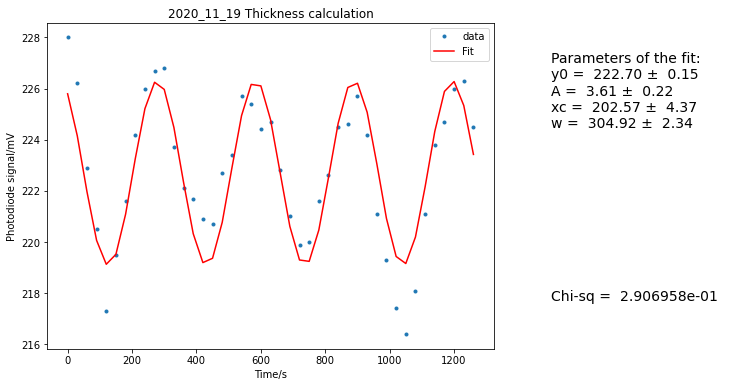 2020_11_19 Thickness calculation
228
226
224
222
220
218
216
Photodiode signal/mV
0
200
400
600
800
1000
1200
Time/s
data
Fit
Parameters of the fit:
y0 =  222.70 ±  0.15
A =  3.61 ±  0.22
xc =  202.57 ±  4.37
w =  304.92 ±  2.34
Chi-sq =  2.906958e-01